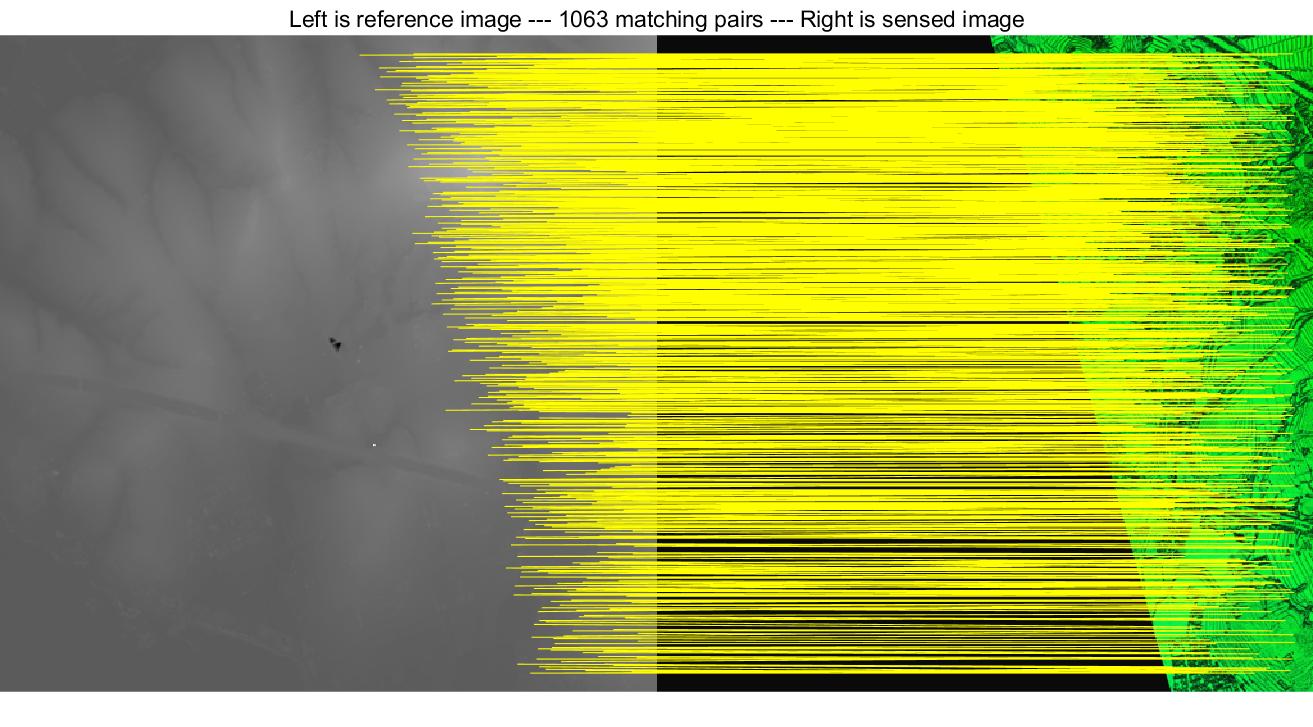 Left is reference image --- 1063 matching pairs --- Right is sensed image